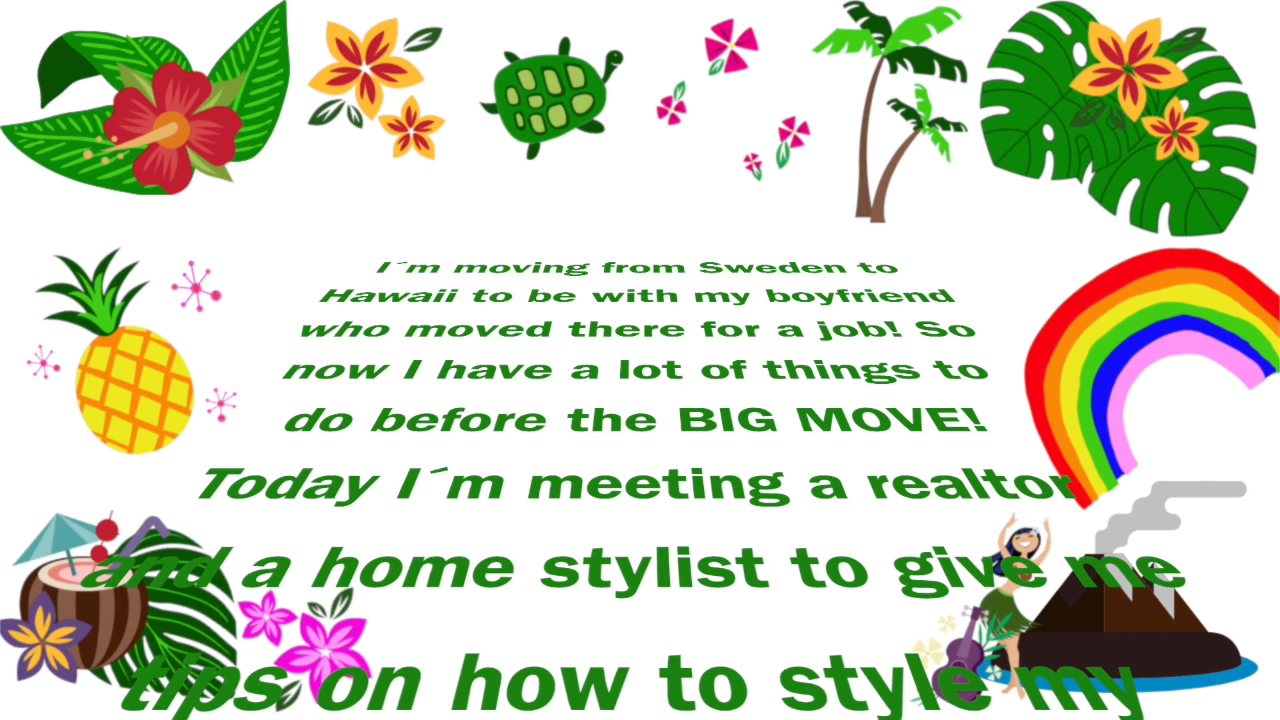 I´m moving from Sweden to
Hawaii to be with my boyfriend
who moved there for a job! So
now I have a lot of things to
do before the BIG MOVE!
Today I´m meeting a realtor
and a home stylist to give me
tips on how to style my